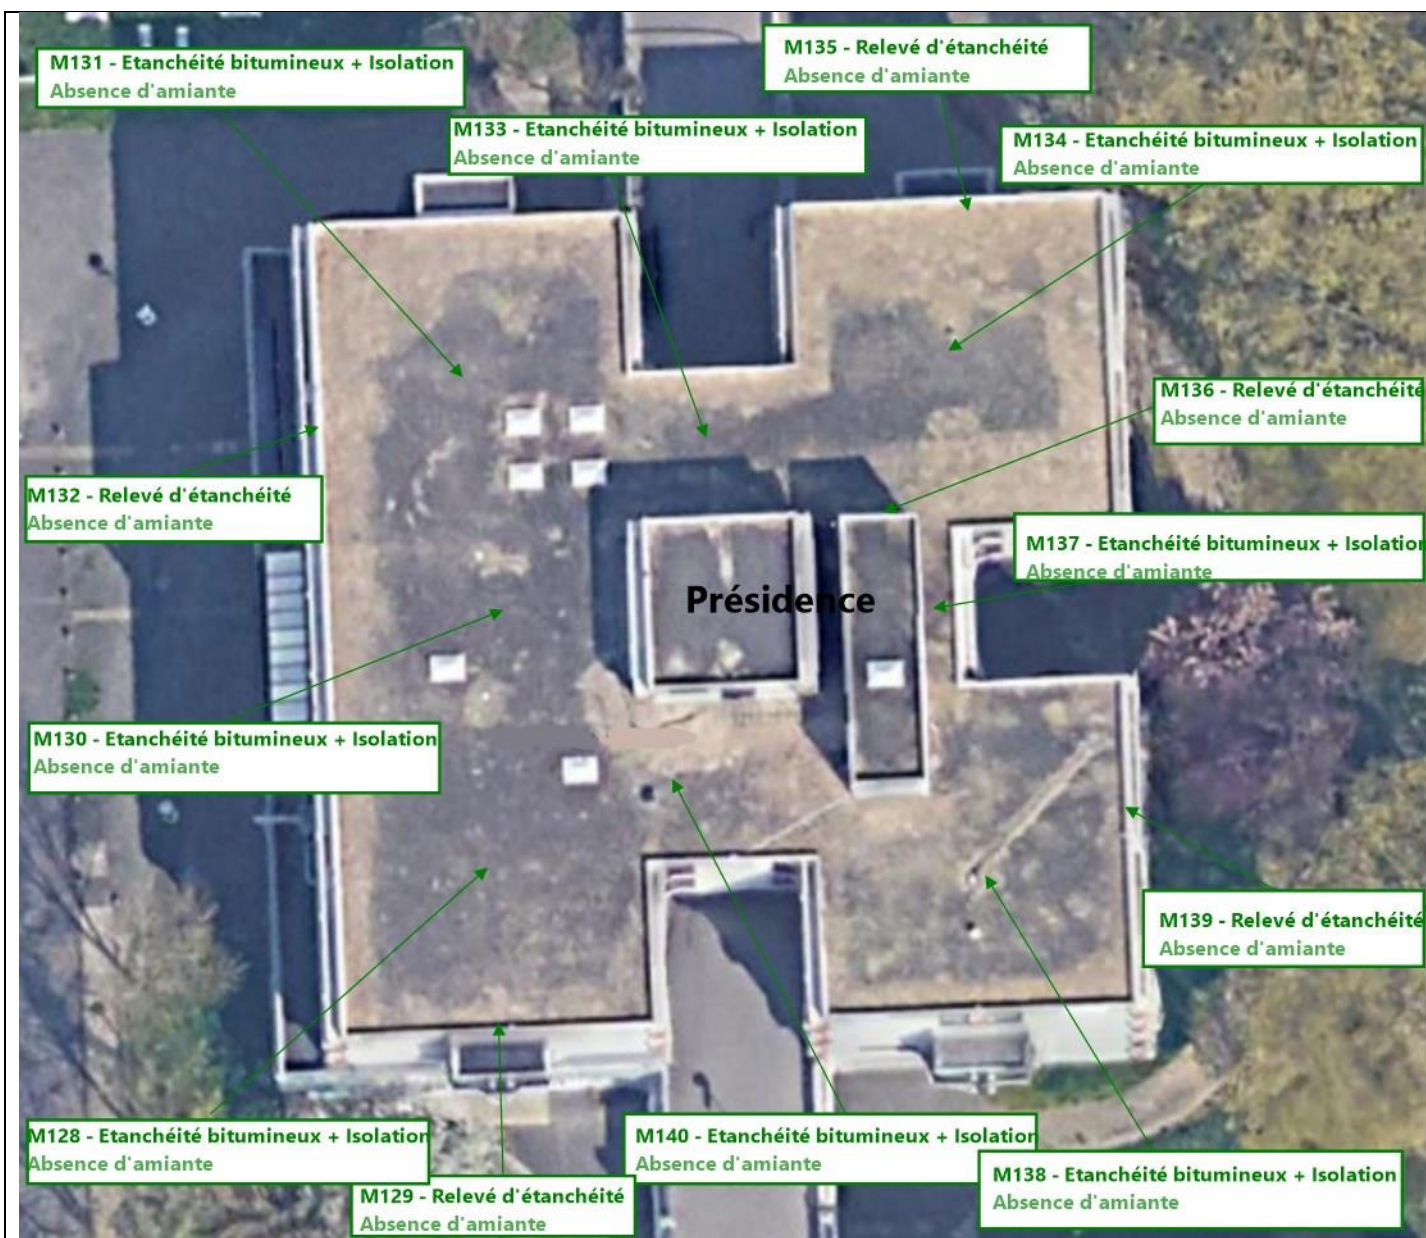 M131 - Etanchéité bitumineux + Isolation
Absence d'amiante
M135 - Relevé d'étanchéité
Absence d'amiante
M133 - Etanchéité bitumineux + Isolation
Absence d'amiante
M134 - Etanchéité bitumineux + Isolation
Absence d'amiante
M136 - Relevé d'étanchéité
Absence d'amiante
M132 - Relevé d'étanchéité
Absence d'amiante
M137 - Etanchéité bitumineux + Isolation
Absence d'amiante
Présidence
M130 - Etanchéité bitumineux + Isolation
Absence d'amiante
M139 - Relevé d'étanchéité
Absence d'amiante
M128 - Etanchéité bitumineux + Isolation
Absence d'amiante
M140 - Etanchéité bitumineux + Isolation
Absence d'amiante
M138 - Etanchéité bitumineux + Isolation
Absence d'amiante
M129 - Relevé d'étanchéité
Absence d'amiante